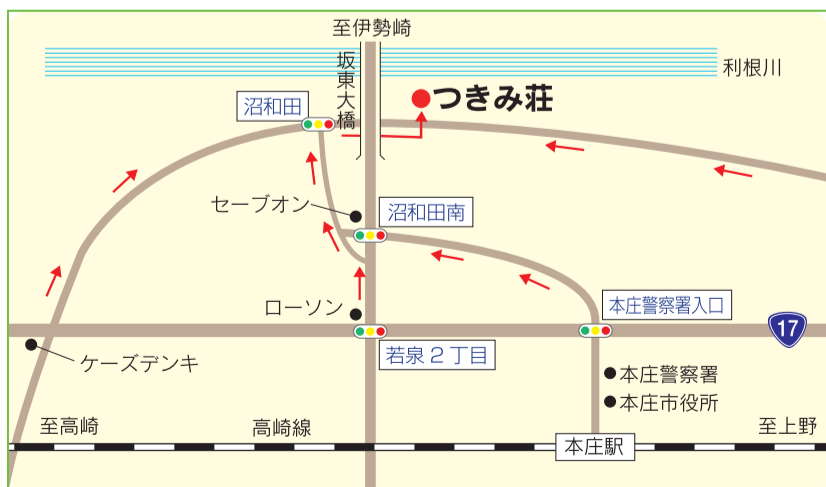 至伊勢崎
坂東大橋
利根川
つきみ荘
沼和田
セーブオン
沼和田南
ローソン
本庄警察署入口
17
若泉2丁目
ケーズデンキ
本庄警察署
本庄市役所
至高崎
高崎線
本庄駅
至上野